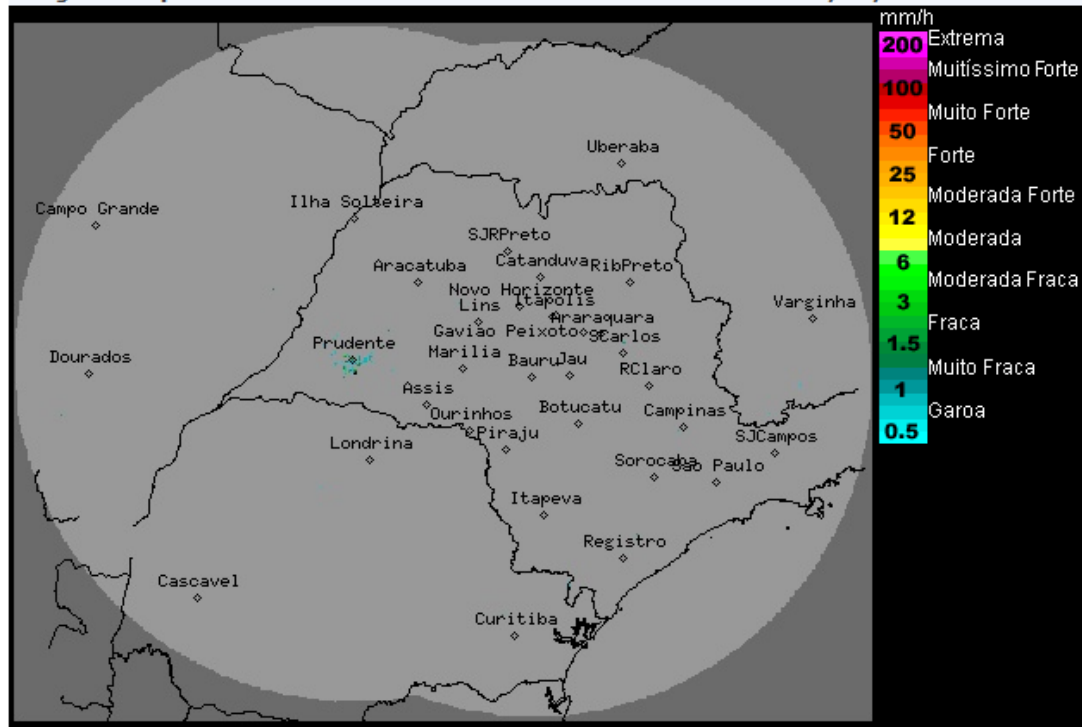 mm/h
200 Extrema
Muitíssimo Forte
100
Muito Forte
50
Forte
25
Moderada Forte
12
Moderada
6
Moderada Fraca
3
Fraca
1.5
Muito Fraca
1
Garoa
0.5
Uberaba
Campo Grande
Ilha Solteira
SJRPreto
Aracatuba
Catanduva
RibPreto
Novo Horizonte
Itapolis
Lins
Araraquara
Varginha
Gavião Peixoto
SCarlos
Prudente
Dourados
Marilia
Bauru
Jau
RClaro
Assis
Ourinhos
Botucatu
Campinas
Piraju
Londrina
SJCampos
Sorocaba
Sao Paulo
Itapeva
Registro
Cascavel
Curitiba